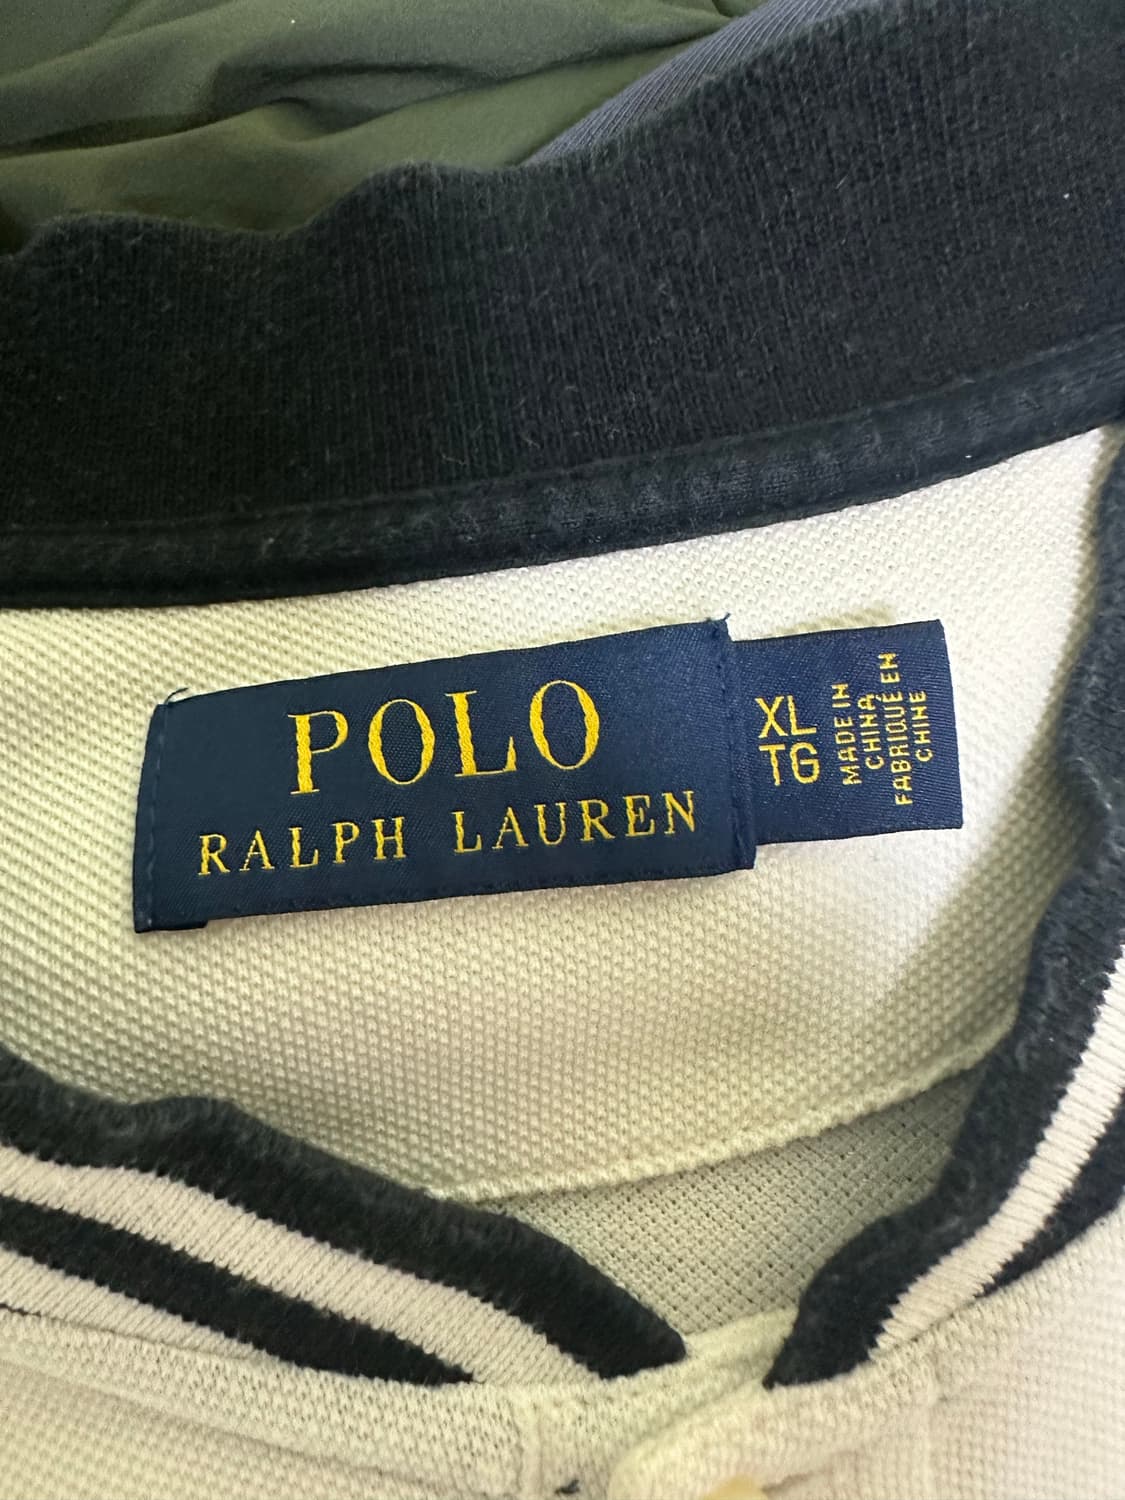 POLO
RALPH LAUREN
XL
TG
MADE IN
CHINA
FABRIQUÉ EN
CHINE